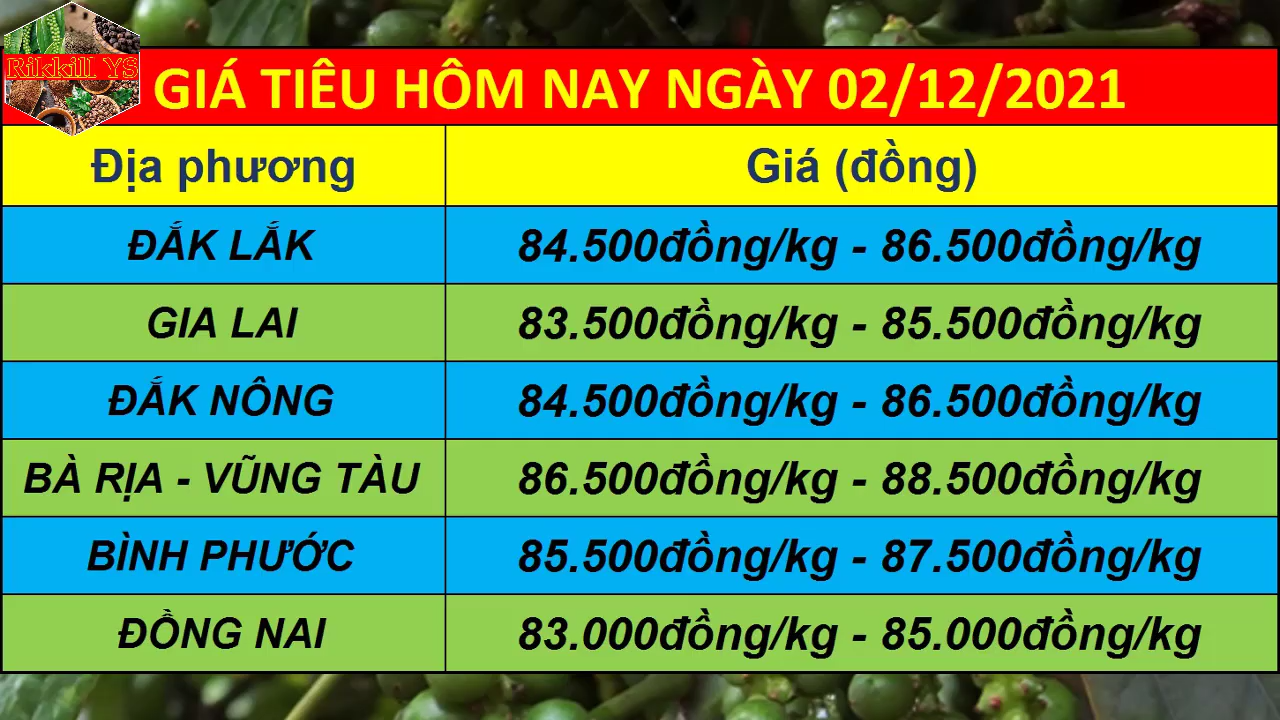 Rikkill YS
GIÁ TIÊU HÔM NAY NGÀY 02/12/2021
Địa phương Giá (đồng)
ĐẮK LẮK 84.500đồng/kg - 86.500đồng/kg
GIA LAI 83.500đồng/kg - 85.500đồng/kg
ĐẮK NÔNG 84.500đồng/kg - 86.500đồng/kg
BÀ RỊA - VŨNG TÀU 86.500đồng/kg - 88.500đồng/kg
BÌNH PHƯỚC 85.500đồng/kg - 87.500đồng/kg
ĐỒNG NAI 83.000đồng/kg - 85.000đồng/kg